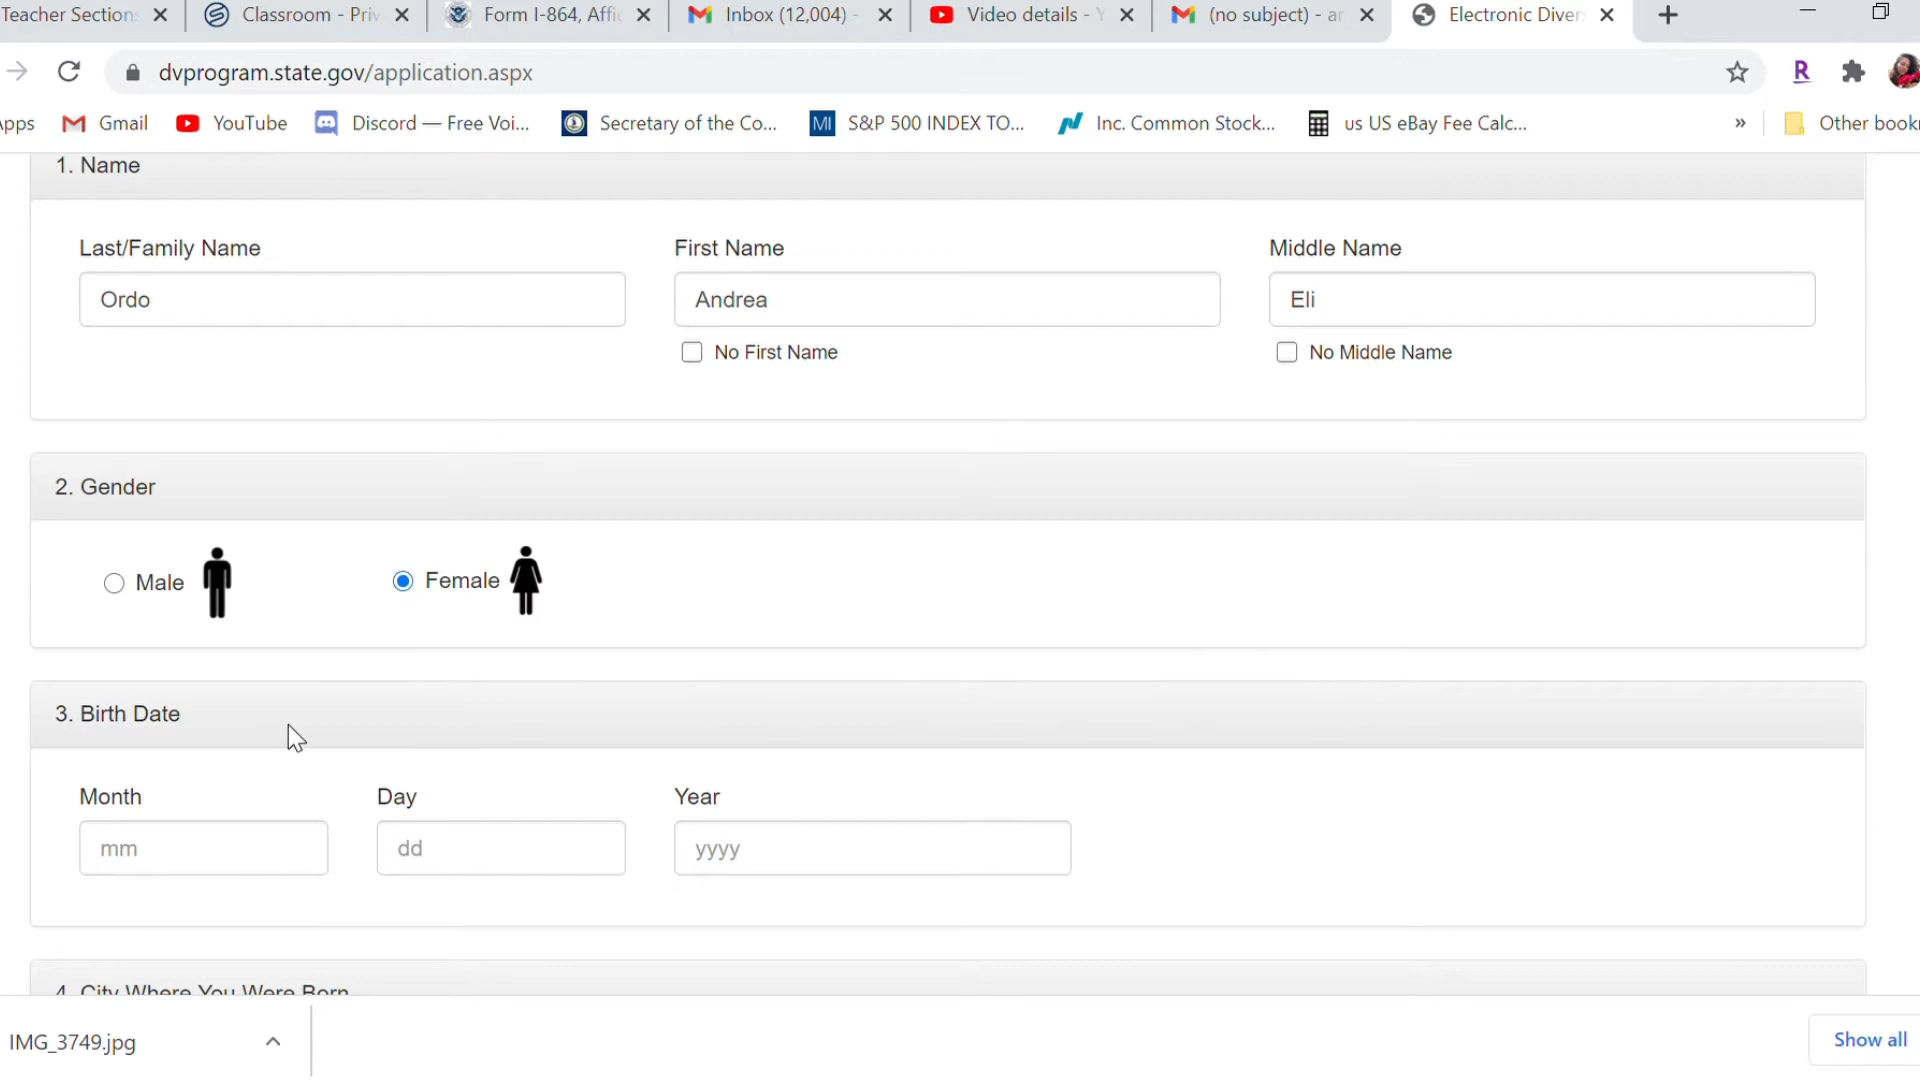 Teacher Section
Classroom - Priv
Form I-864, Affi
Inbox (12,004) -
Video details - Y
(no subject) - ar
Electronic Diver
dvprogram.state.gov/application.aspx
R
Apps
Gmail
YouTube
Discord — Free Voi...
Secretary of the Co...
MI
S&P 500 INDEX TO...
Inc. Common Stock...
us US eBay Fee Calc...
»
Other book
1. Name
Last/Family Name
First Name
Middle Name
Ordo
Andrea
Eli
No First Name
No Middle Name
2. Gender
Male
Female
3. Birth Date
Month
Day
Year
mm
dd
yyyy
4. City Where You Were Born
IMG_3749.jpg
Show all